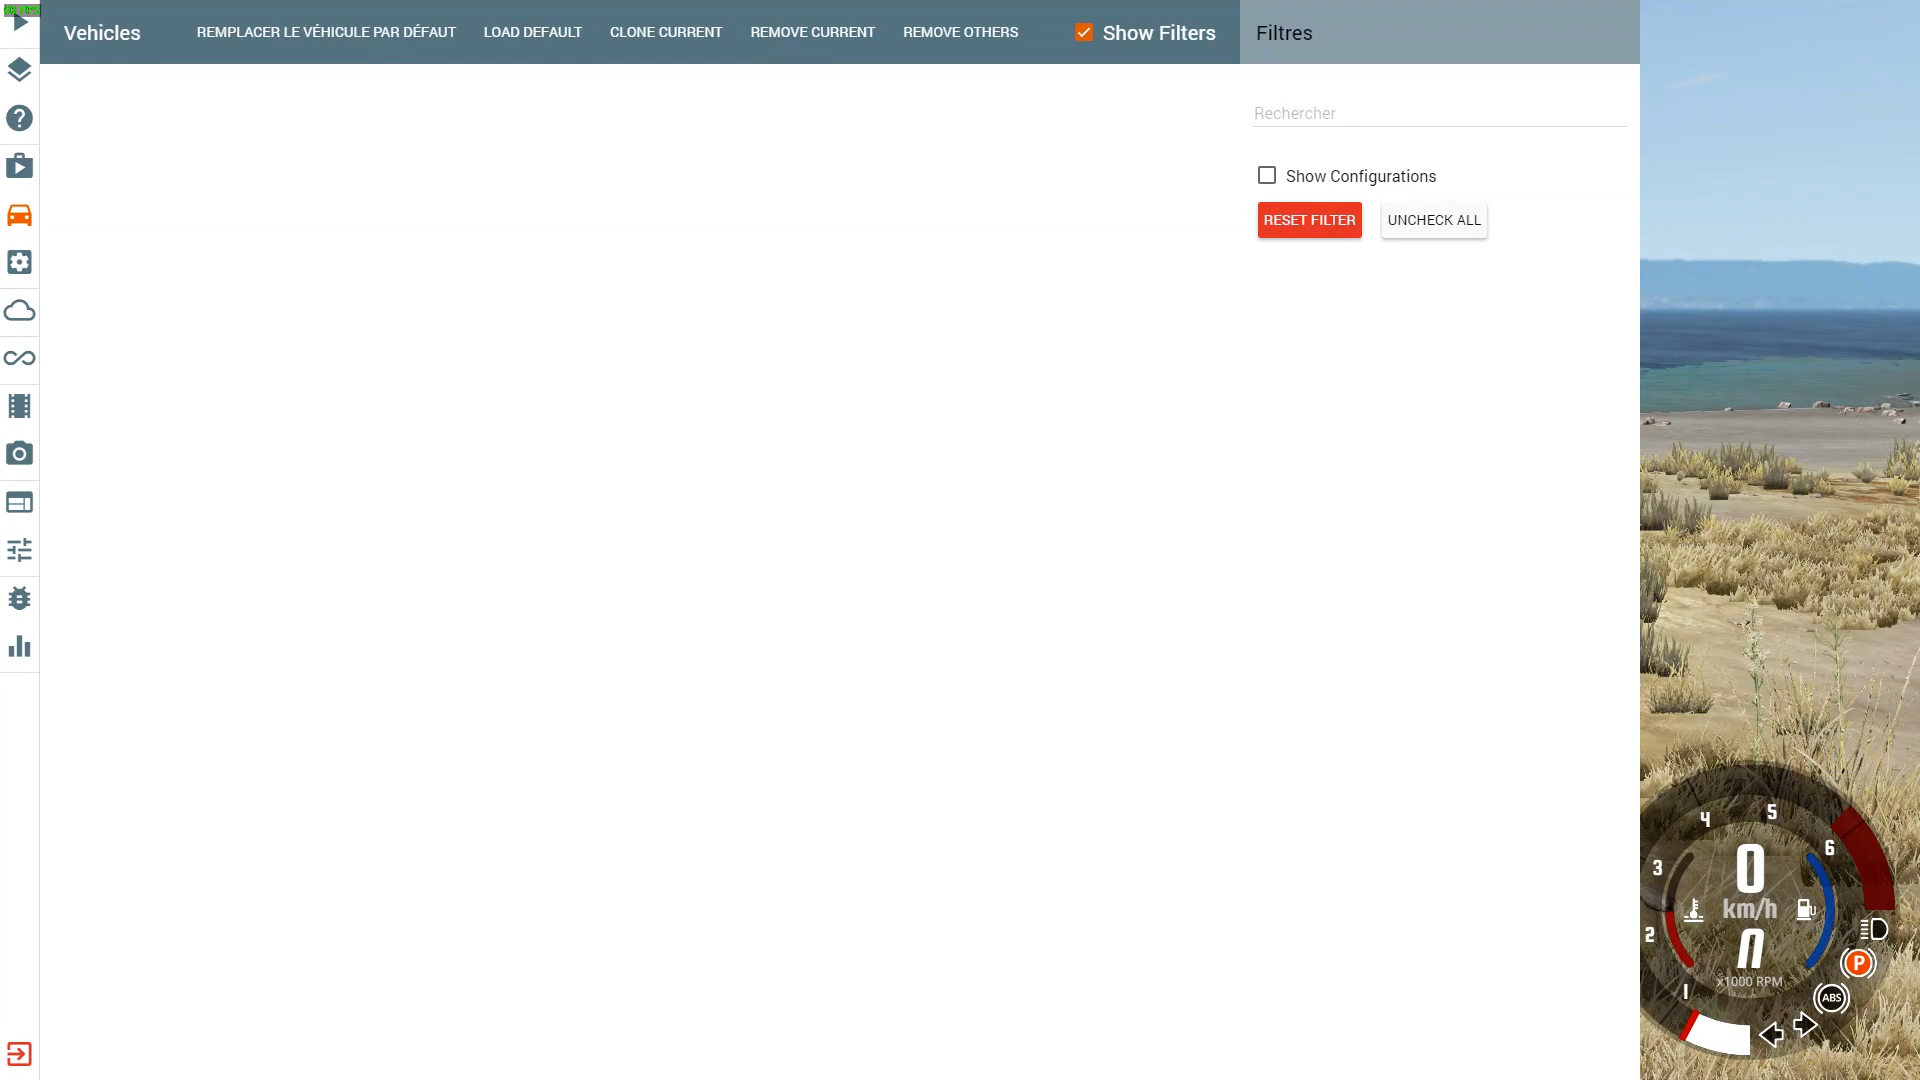 Vehicles
REMPLACER LE VÉHICULE PAR DÉFAUT
LOAD DEFAULT
CLONE CURRENT
REMOVE CURRENT
REMOVE OTHERS
Show Filters
Filtres
Rechercher
Show Configurations
RESET FILTER
UNCHECK ALL
5
4
6
3
0
km/h
2
n
x1000 RPM
P
1
ABS